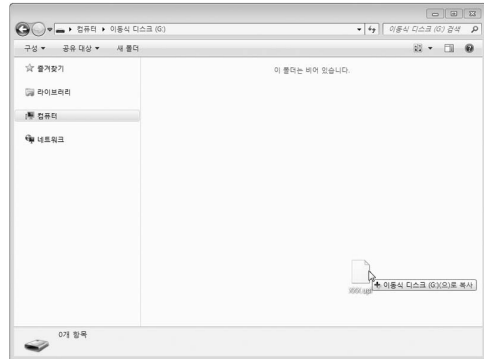 컴퓨터 ▸ 이동식 디스크 (G:)
이동식 디스크 (G:) 검색
구성 ▼ 공유 대상 ▼ 새 폴더
즐겨찾기
이 폴더는 비어 있습니다.
라이브러리
컴퓨터
네트워크
이동식 디스크 (G:)(으)로 복사
0개 항목